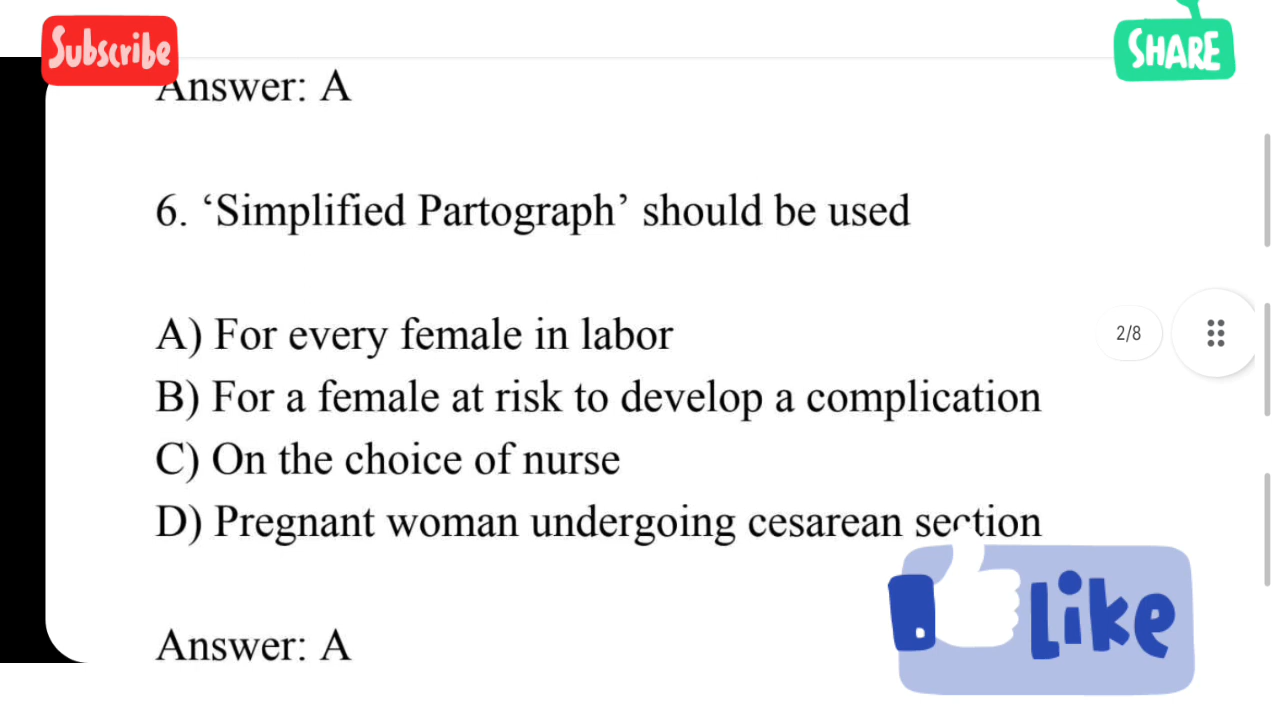 Subscribe
SHARE
Answer: A
6. ‘Simplified Partograph’ should be used
A) For every female in labor
2/8
B) For a female at risk to develop a complication
C) On the choice of nurse
D) Pregnant woman undergoing cesarean section
Like
Answer: A